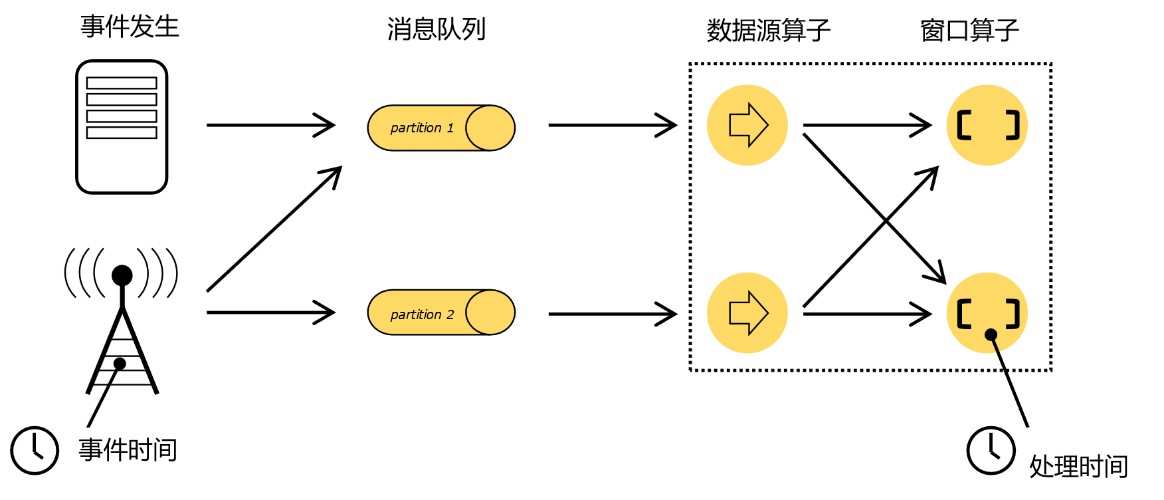 事件发生
消息队列
数据源算子
窗口算子
partition 1
partition 2
事件时间
处理时间